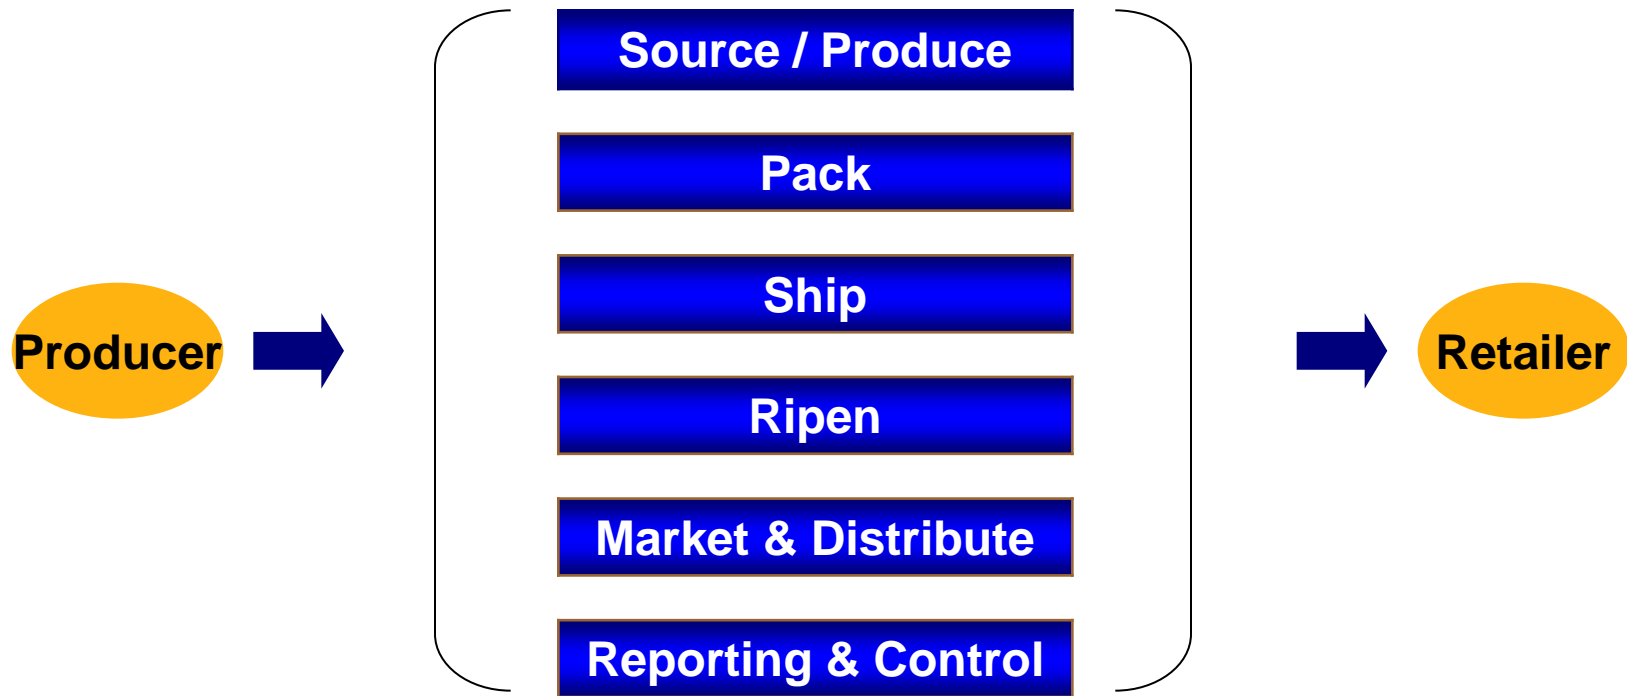 Producer
Source / Produce
Pack
Ship
Ripen
Market & Distribute
Reporting & Control
Retailer